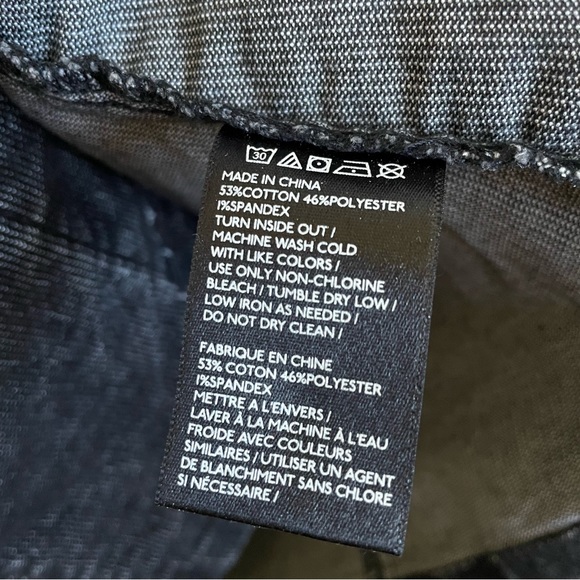 30
MADE IN CHINA
53%COTTON 46%POLYESTER
1%SPANDEX
TURN INSIDE OUT /
MACHINE WASH COLD
WITH LIKE COLORS /
USE ONLY NON-CHLORINE
BLEACH / TUMBLE DRY LOW /
LOW IRON AS NEEDED /
DO NOT DRY CLEAN /
FABRIQUE EN CHINE
53% COTON 46%POLYESTER
1%SPANDEX
METTRE A L'ENVERS /
LAVER À LA MACHINE À L'EAU
FROIDE AVEC COULEURS
SIMILAIRES / UTILISER UN AGENT
DE BLANCHIMENT SANS CHLORE
SI NÉCESSAIRE /